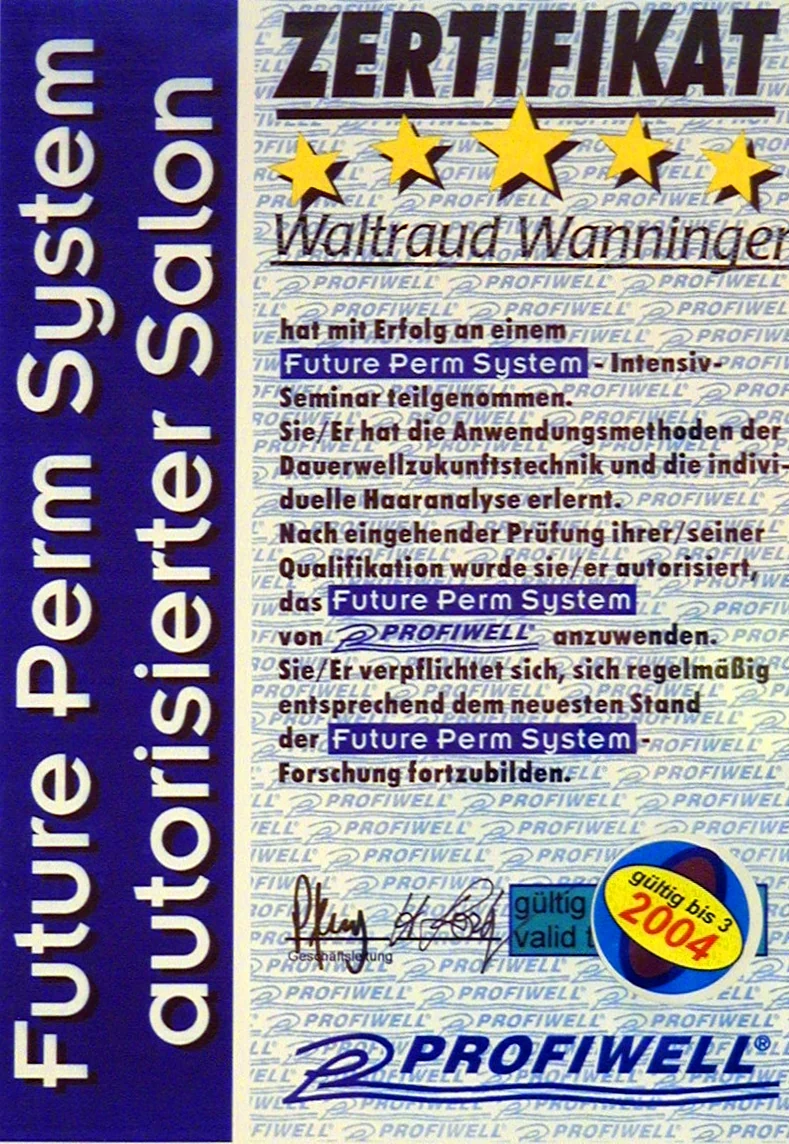 Future Perm System
autorisierter Salon
ZERTIFIKAT
Waltraud Wanninger
hat mit Erfolg an einem
Future Perm System - Intensiv-
Seminar teilgenommen.
Sie/Er hat die Anwendungsmethoden der
Dauerwellzukunftstechnik und die indivi-
duelle Haaranalyse erlernt.
Nach eingehender Prüfung ihrer/seiner
Qualifikation wurde sie/er autorisiert,
das Future Perm System
von PROFIWELL® anzuwenden.
Sie/Er verpflichtet sich, sich regelmäßig
entsprechend dem neuesten Stand
der Future Perm System -
Forschung fortzubilden.
Geschäftsleitung
gültig
valid
gültig bis 3
2004
PROFIWELL®